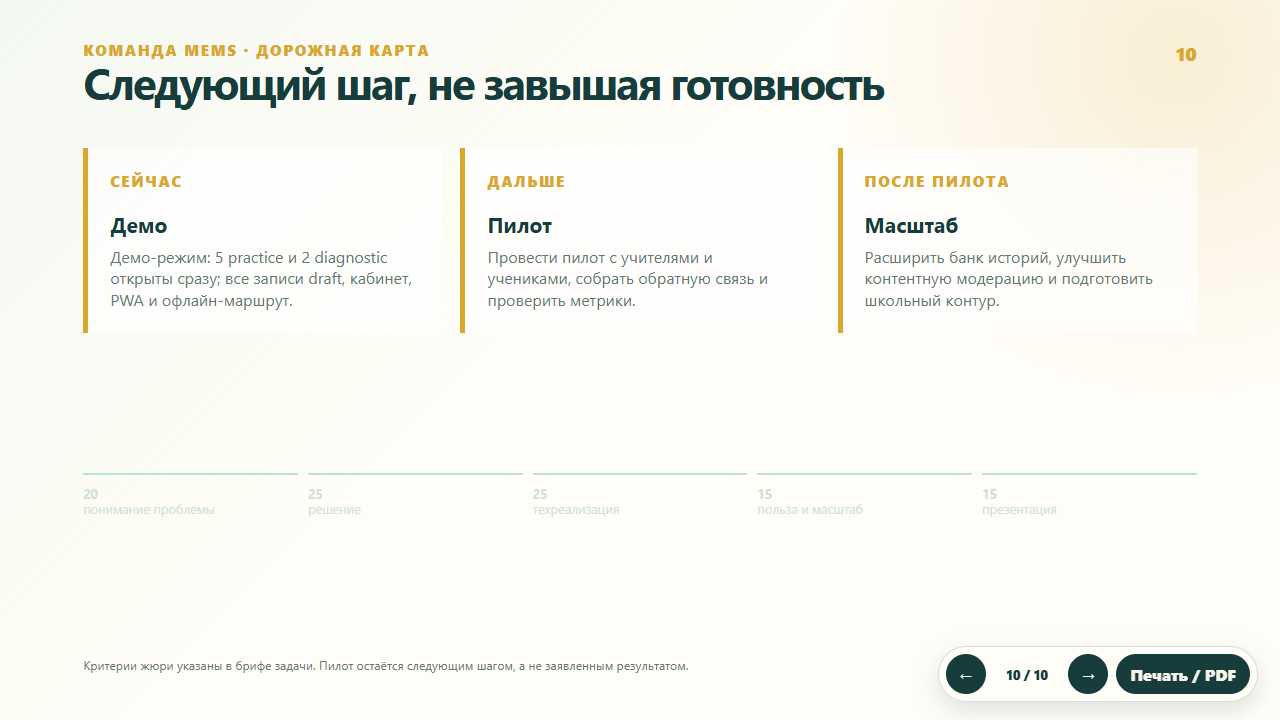 КОМАНДА MEMS · ДОРОЖНАЯ КАРТА
10
Следующий шаг, не завышая готовность
СЕЙЧАС
Демо
Демо-режим: 5 practice и 2 diagnostic
открыты сразу; все записи draft, кабинет,
PWA и офлайн-маршрут.
ДАЛЬШЕ
Пилот
Провести пилот с учителями и
учениками, собрать обратную связь и
проверить метрики.
ПОСЛЕ ПИЛОТА
Масштаб
Расширить банк историй, улучшить
контентную модерацию и подготовить
школьный контур.
20
понимание проблемы
25
решение
25
техреализация
15
польза и масштаб
15
презентация
Критерии жюри указаны в брифе задачи. Пилот остаётся следующим шагом, а не заявленным результатом.
← 10 / 10 → Печать / PDF